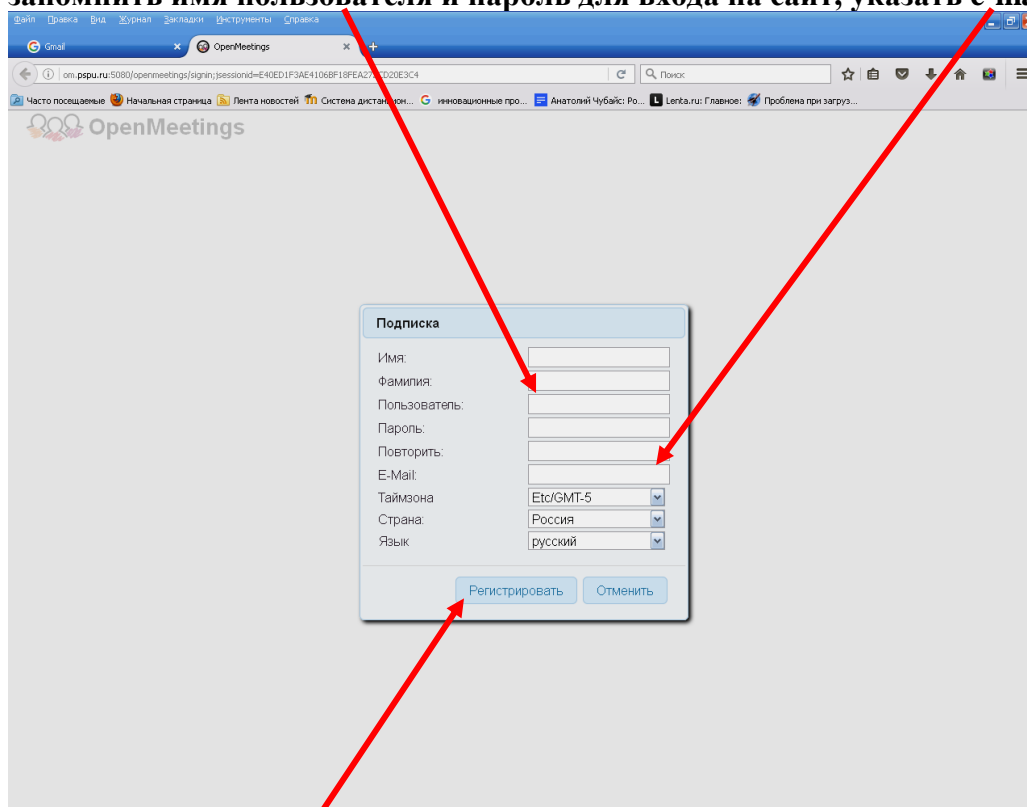 запомнить имя пользователя и пароль для входа на сайт, указать
Файл Правка Вид Журнал Закладки Инструменты Справка
Gmail OpenMeetings
om.pspu.ru:5080/openmeetings/signin;jsessionid= Поиск
Часто посещаемые Начальная страница Лента новостей Система дистанцион... инновационные про... Анатолий Чубайс: Ро... Lenta.ru: Главное: Проблема при загруз...
OpenMeetings
Подписка
Имя:
Фамилия:
Пользователь:
Пароль:
Повторить:
E-Mail:
Таймзона Etc/GMT-5
Страна: Россия
Язык русский
Регистрировать Отменить